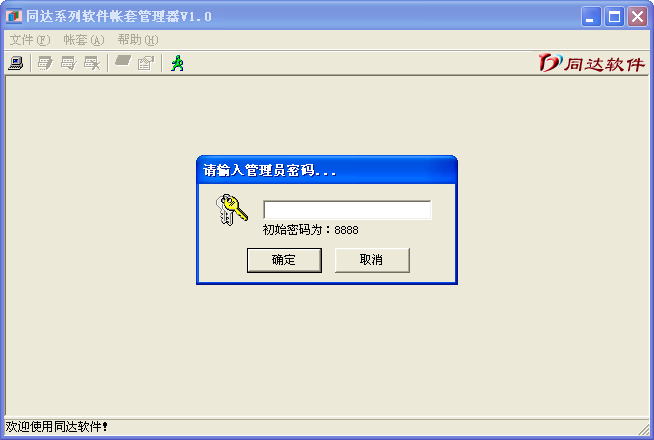 同达系列软件帐套管理器V1.0
文件(F) 帐套(A) 帮助(H)
同达软件
请输入管理员密码...
初始密码为：8888
确定 取消
欢迎使用同达软件!